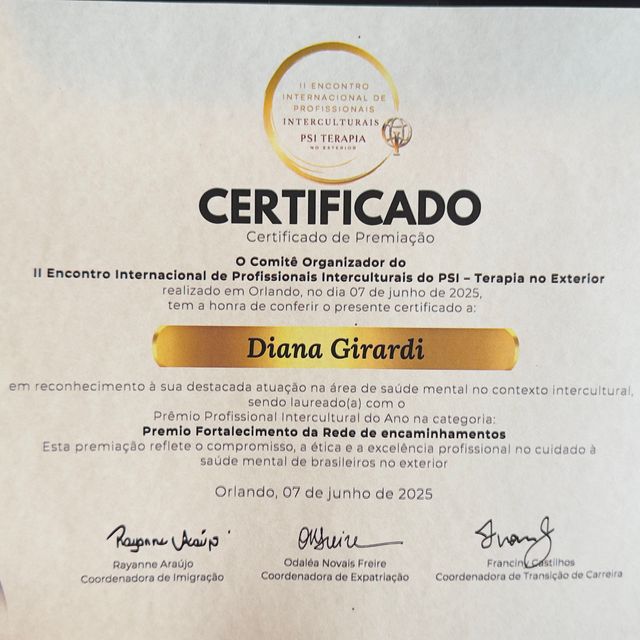 II ENCONTRO
INTERNACIONAL DE
PROFISSIONAIS
INTERCULTURAIS
PSI TERAPIA
NO EXTERIOR
CERTIFICADO
Certificado de Premiação
O Comitê Organizador do
II Encontro Internacional de Profissionais Interculturais do PSI – Terapia no Exterior
realizado em Orlando, no dia 07 de junho de 2025,
tem a honra de conferir o presente certificado a:
Diana Girardi
em reconhecimento à sua destacada atuação na área de saúde mental no contexto intercultural,
sendo laureado(a) com o
Prêmio Profissional Intercultural do Ano na categoria:
Premio Fortalecimento da Rede de encaminhamentos
Esta premiação reflete o compromisso, a ética e a excelência profissional no cuidado à
saúde mental de brasileiros no exterior
Orlando, 07 de junho de 2025
Rayanne Araújo
Rayanne Araújo
Coordenadora de Imigração
Odaléa Novais Freire
Coordenadora de Expatriação
Franciny Castilhos
Coordenadora de Transição de Carreira